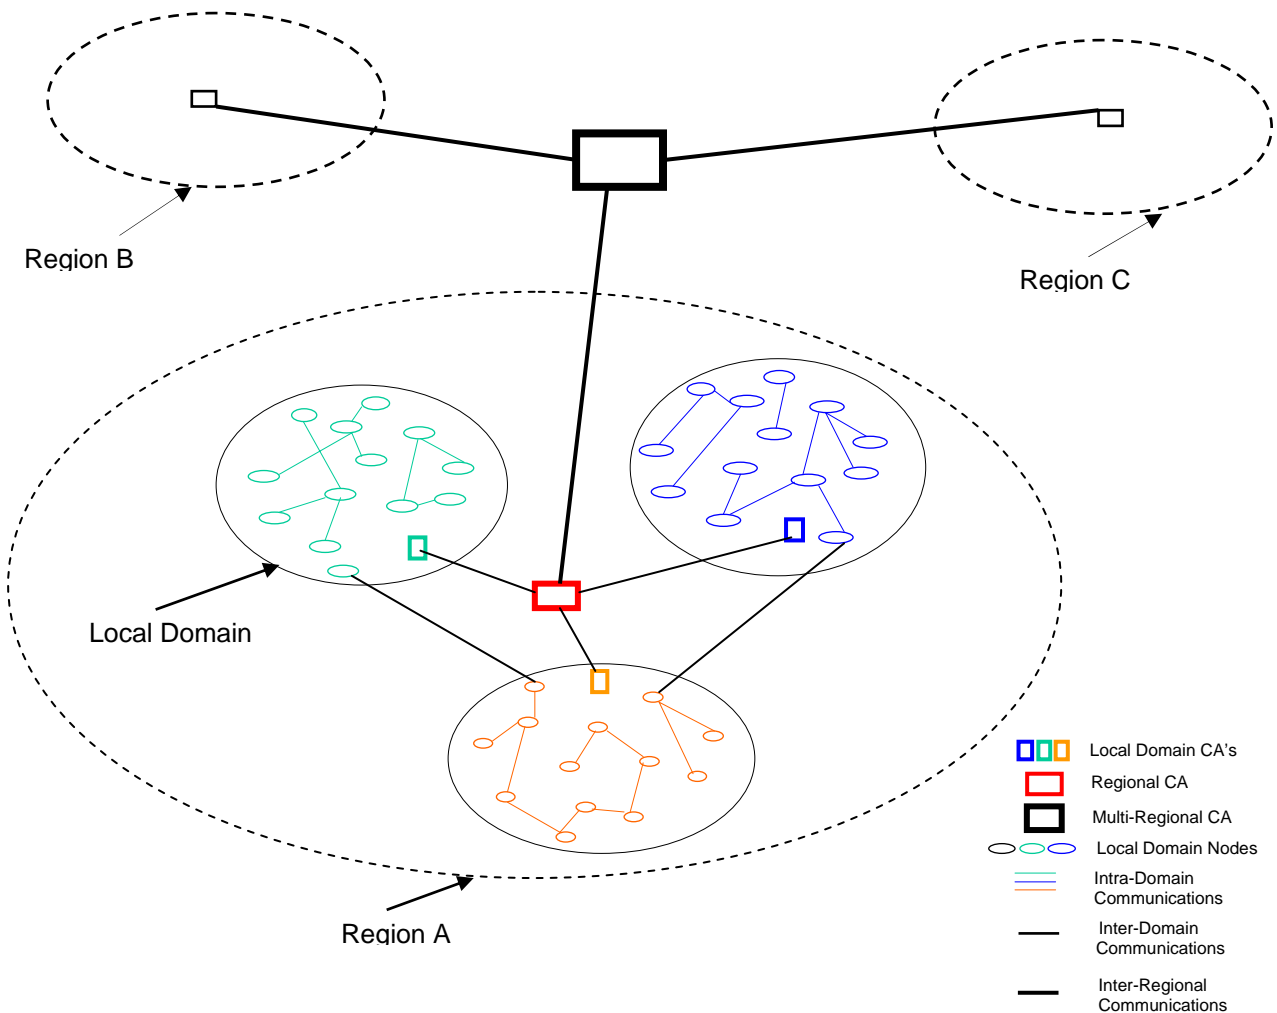 Region B
Region C
Local Domain
Region A
Local Domain CA's
Regional CA
Multi-Regional CA
Local Domain Nodes
Intra-Domain
Communications
Inter-Domain
Communications
Inter-Regional
Communications